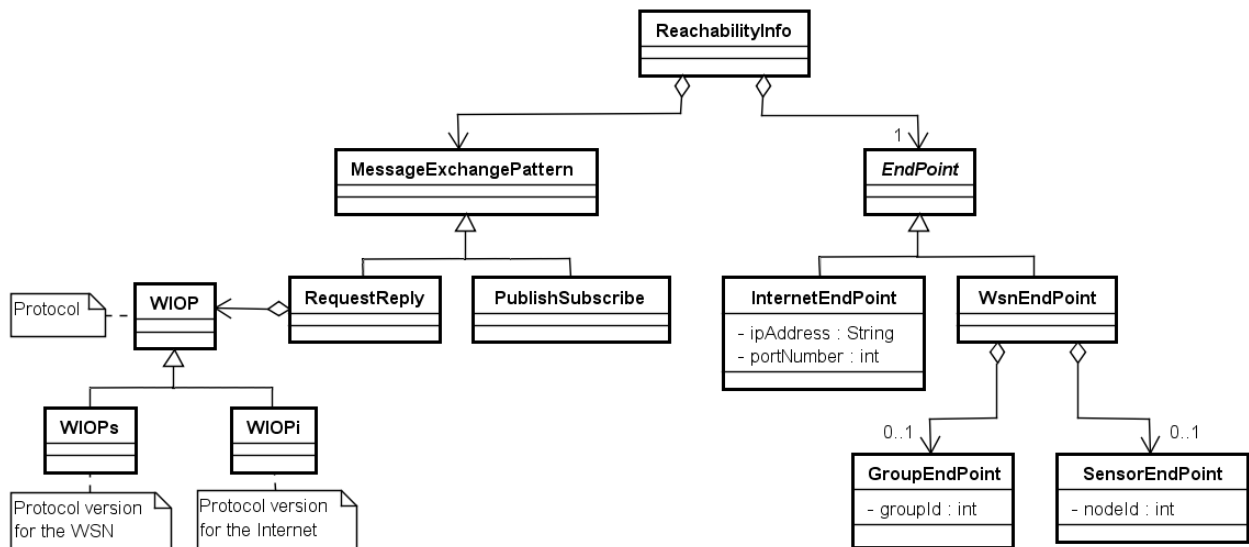 ReachabilityInfo
1
MessageExchangePattern
EndPoint
Protocol
WIOP
RequestReply
PublishSubscribe
InternetEndPoint
- ipAddress : String
- portNumber : int
WsnEndPoint
WIOPs
WIOPi
0..1
0..1
GroupEndPoint
- groupId : int
SensorEndPoint
- nodeId : int
Protocol version
for the WSN
Protocol version
for the Internet